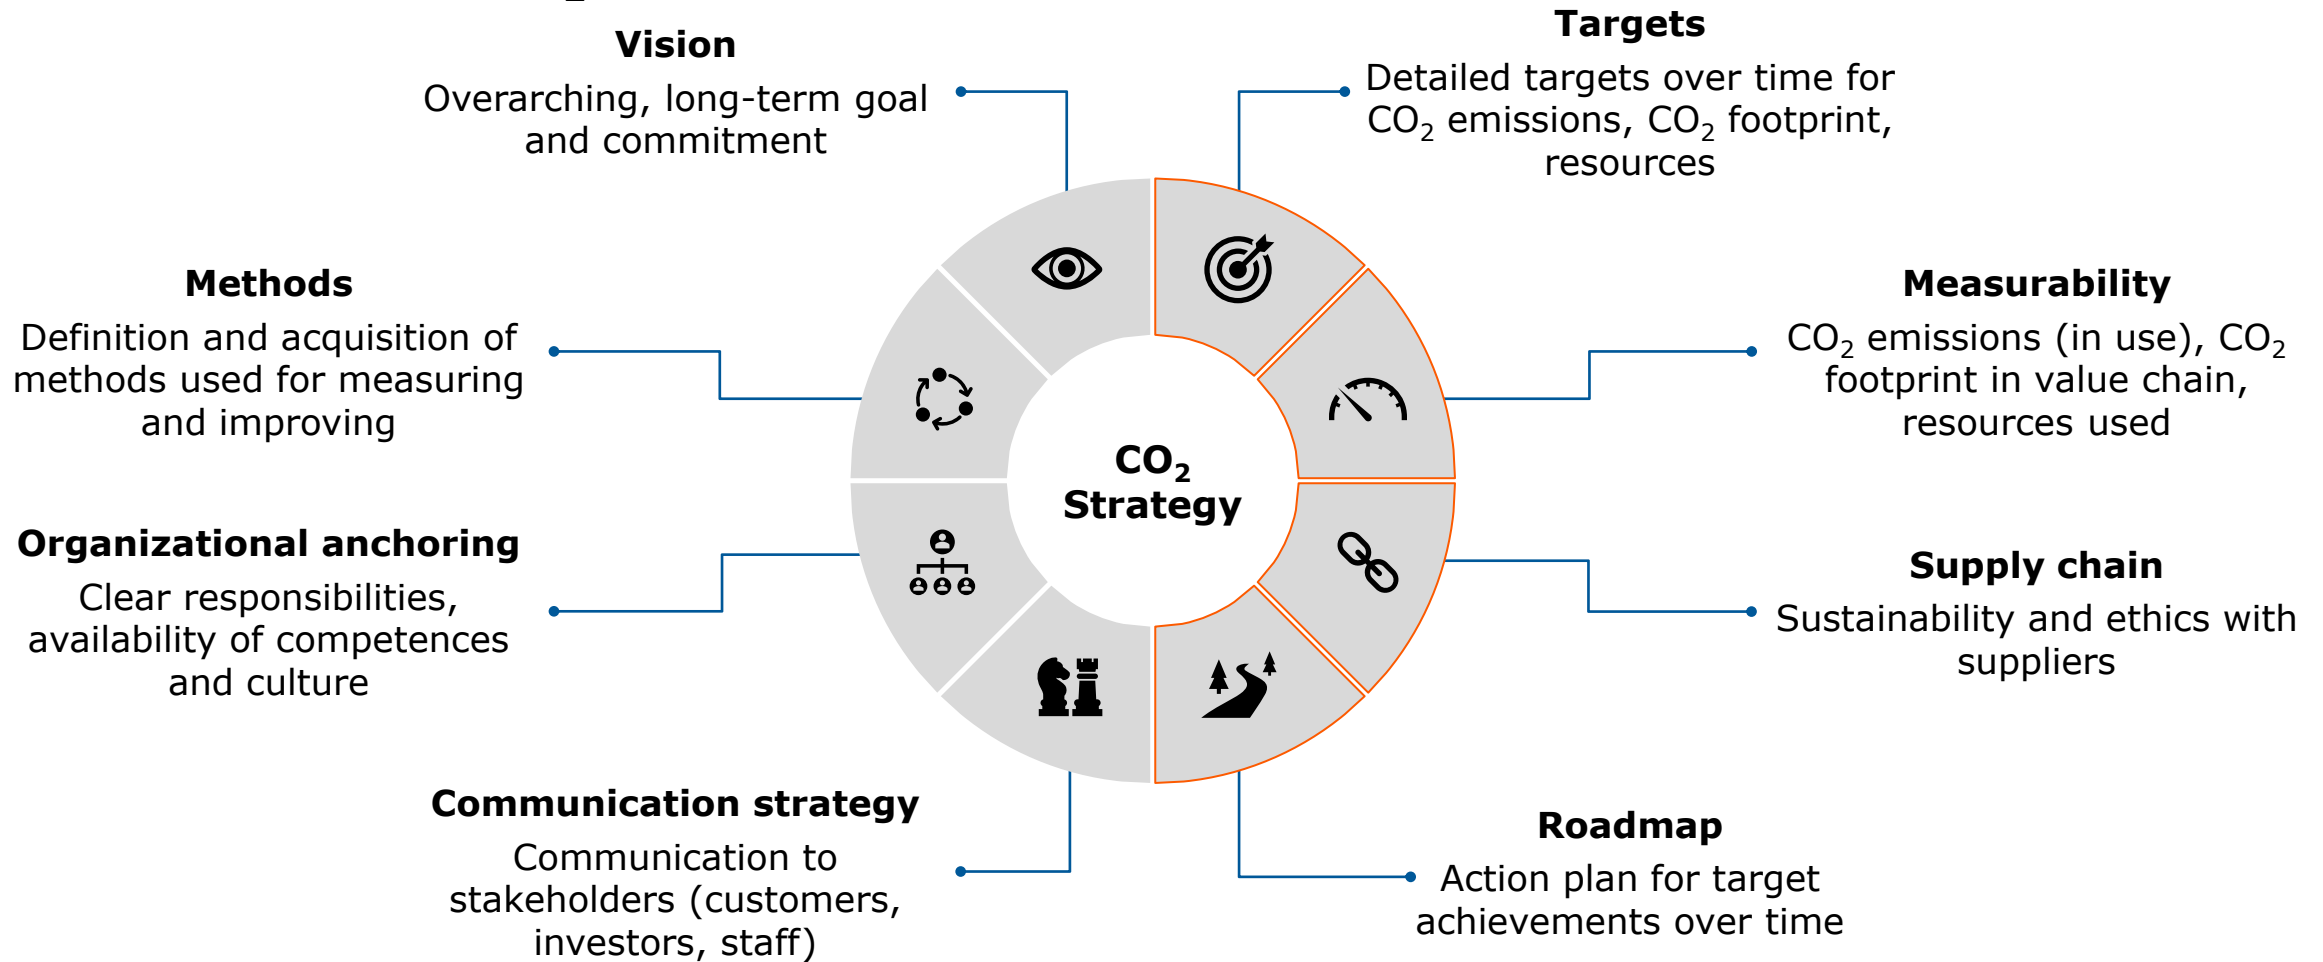 Vision
Overarching, long-term goal
and commitment
Targets
Detailed targets over time for
CO₂ emissions, CO₂ footprint,
resources
Methods
Definition and acquisition of
methods used for measuring
and improving
Measurability
CO₂ emissions (in use), CO₂
footprint in value chain,
resources used
CO₂
Strategy
Organizational anchoring
Clear responsibilities,
availability of competences
and culture
Supply chain
Sustainability and ethics with
suppliers
Communication strategy
Communication to
stakeholders (customers,
investors, staff)
Roadmap
Action plan for target
achievements over time